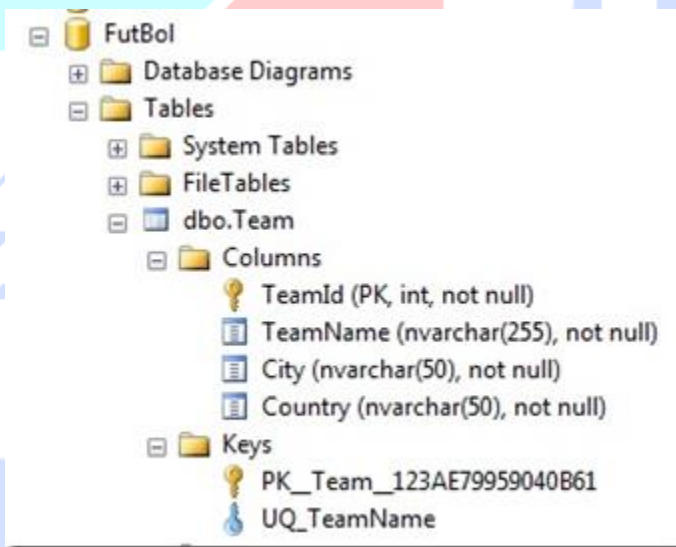 FutBol
Database Diagrams
Tables
System Tables
FileTables
dbo.Team
Columns
TeamId (PK, int, not null)
TeamName (nvarchar(255), not null)
City (nvarchar(50), not null)
Country (nvarchar(50), not null)
Keys
PK__Team__123AE79959040B61
UQ_TeamName